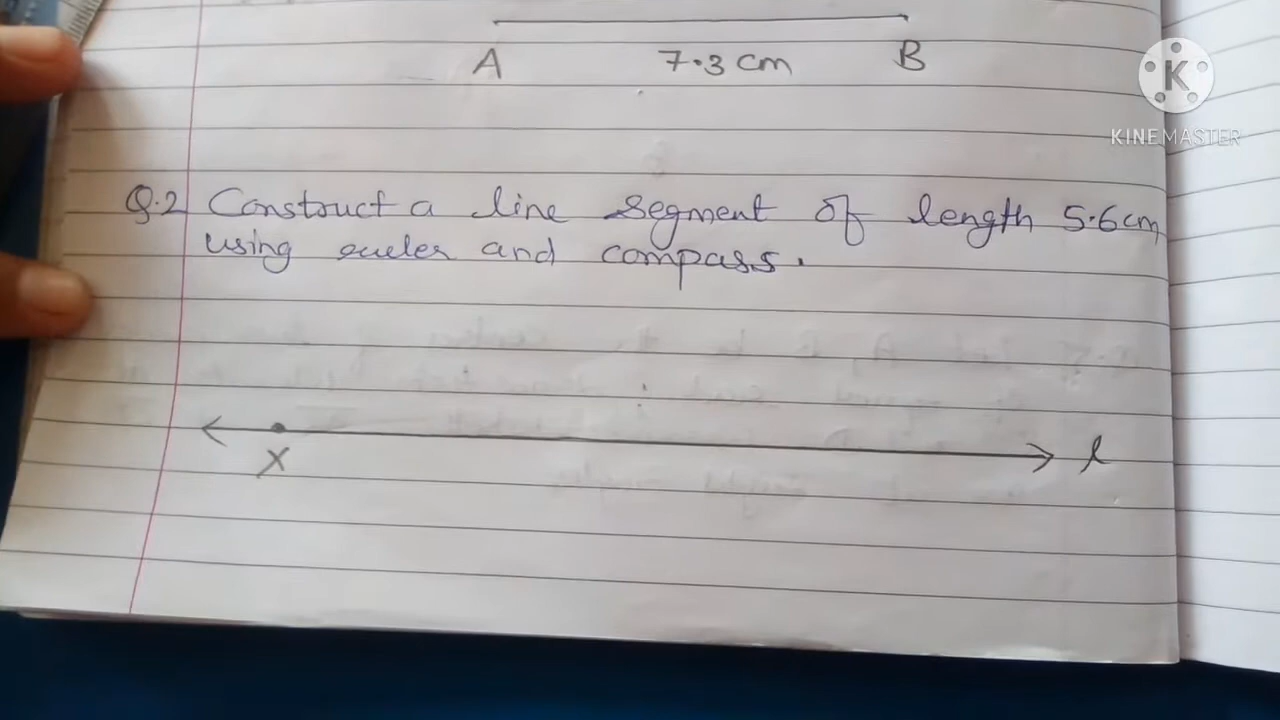 A 7.3 cm B
K
KINEMASTER
Q.2 Construct a line segment of length 5.6cm
using ruler and compass.
X
l